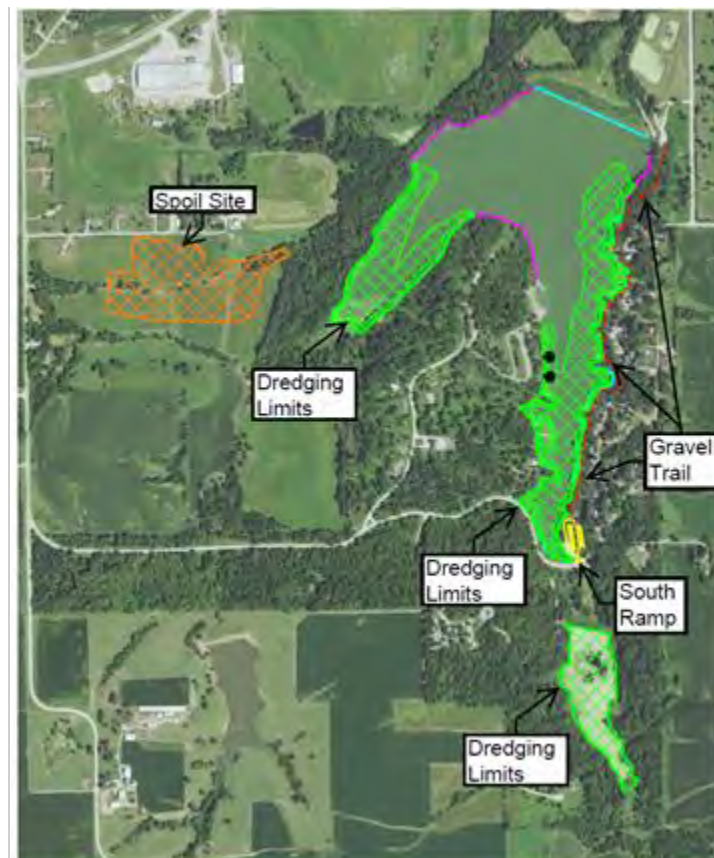 Spoil Site
Dredging
Limits
Gravel
Trail
Dredging
Limits
South
Ramp
Dredging
Limits